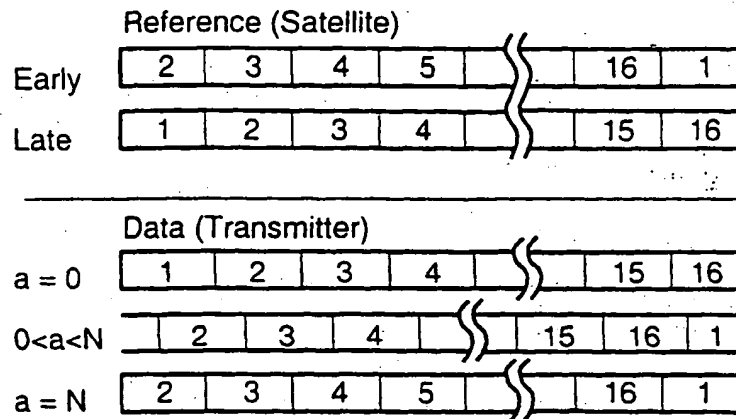 Reference (Satellite)
Early 2 3 4 5 16 1
Late 1 2 3 4 15 16
Data (Transmitter)
a = 0 1 2 3 4 15 16
0<a<N 2 3 4 15 16 1
a = N 2 3 4 5 16 1